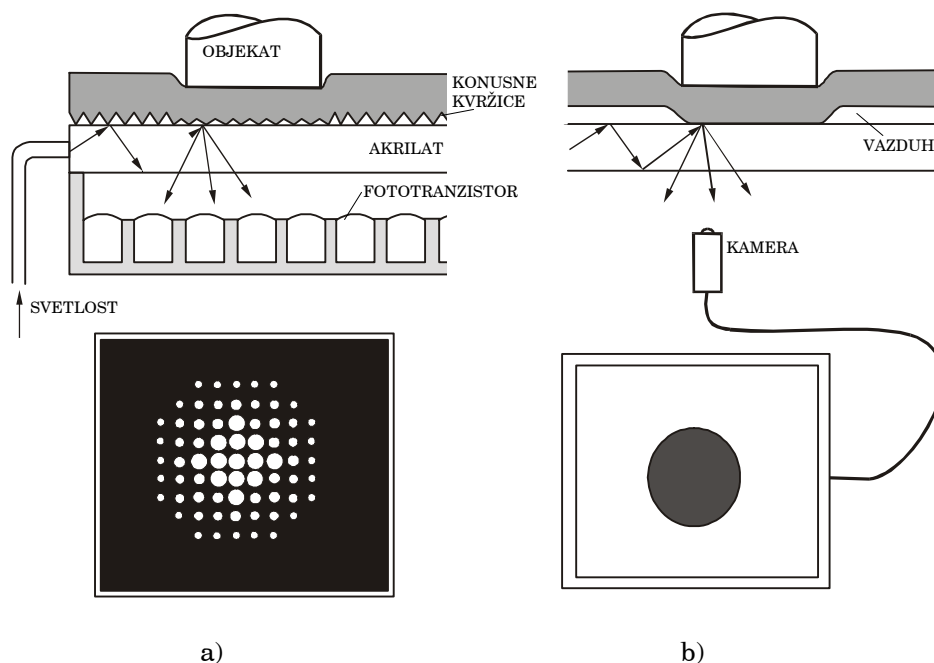 OBJEKAT
KONUSNE
KVRŽICE
AKRILAT
FOTOTRANZISTOR
SVETLOST
VAZDUH
KAMERA
a)
b)